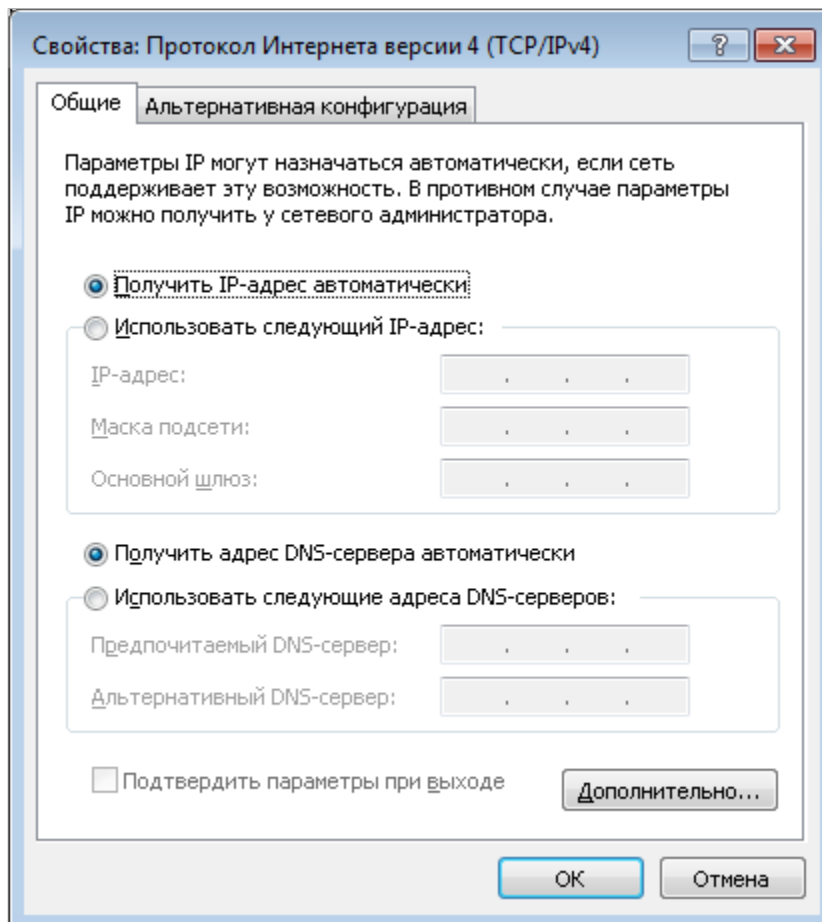 Свойства: Протокол Интернета версии 4 (TCP/IPv4)
Общие
Альтернативная конфигурация
Параметры IP могут назначаться автоматически, если сеть
поддерживает эту возможность. В противном случае параметры
IP можно получить у сетевого администратора.
Получить IP-адрес автоматически
Использовать следующий IP-адрес:
IP-адрес:
Маска подсети:
Основной шлюз:
Получить адрес DNS-сервера автоматически
Использовать следующие адреса DNS-серверов:
Предпочитаемый DNS-сервер:
Альтернативный DNS-сервер:
Подтвердить параметры при выходе
Дополнительно...
ОК
Отмена